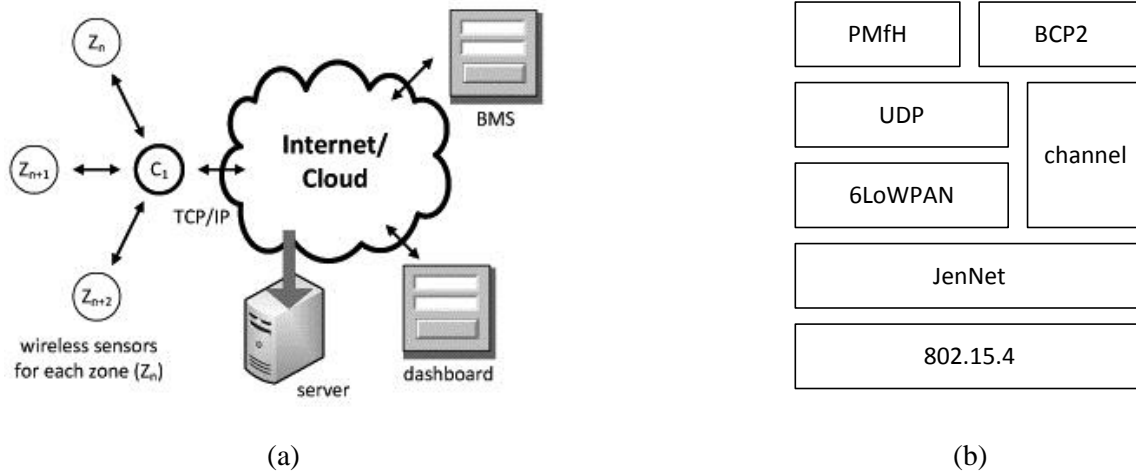 Zn
Zn+1
Zn+2
C1
TCP/IP
Internet/
Cloud
BMS
wireless sensors
for each zone (Zn)
server
dashboard
(a)
PMfH
BCP2
UDP
channel
6LoWPAN
JenNet
802.15.4
(b)